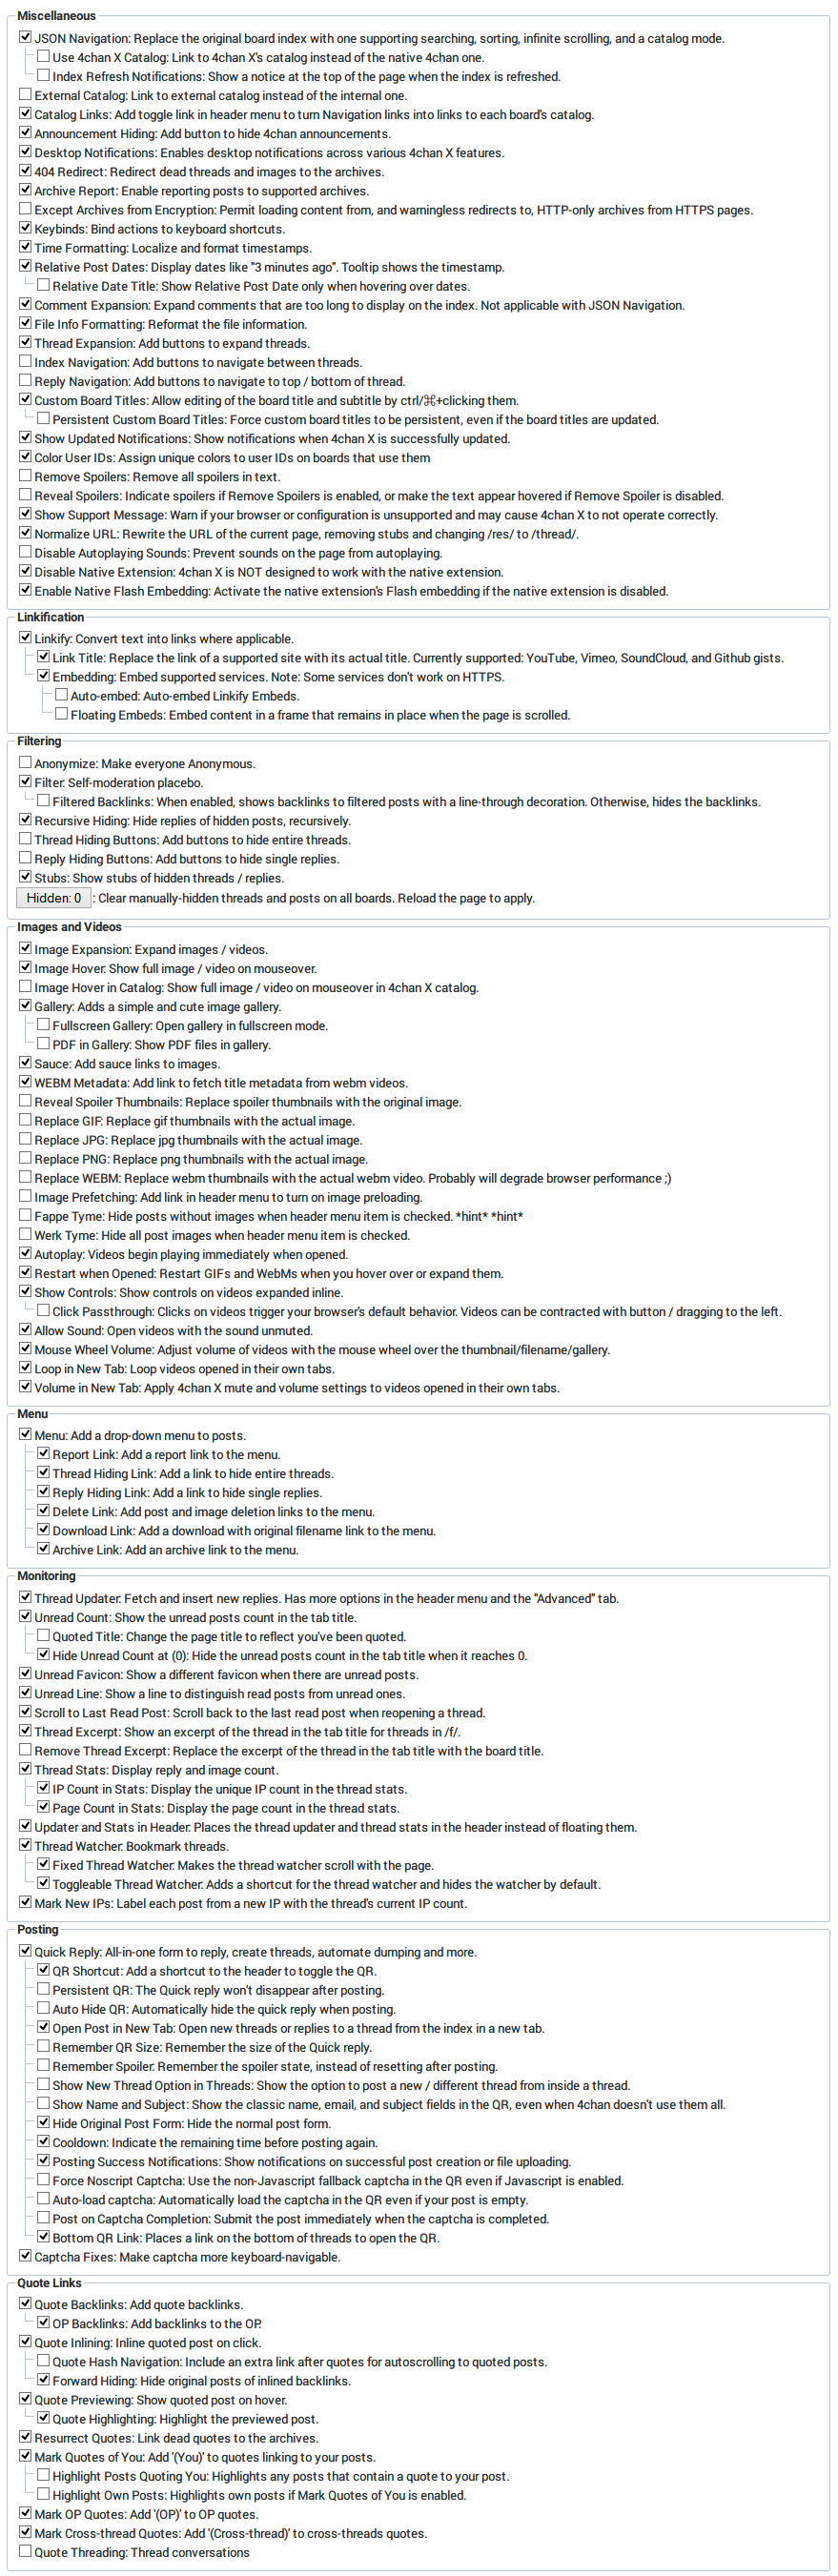 Miscellaneous
JSON Navigation: Replace the original board index with one supporting searching, sorting, infinite scrolling, and a catalog mode.
Use 4chan X Catalog: Link to 4chan X's catalog instead of the native 4chan one.
Index Refresh Notifications: Show a notice at the top of the page when the index is refreshed.
External Catalog: Link to external catalog instead of the internal one.
Catalog Links: Add toggle link in header menu to turn Navigation links into links to each board's catalog.
Announcement Hiding: Add button to hide 4chan announcements.
Desktop Notifications: Enables desktop notifications across various 4chan X features.
404 Redirect: Redirect dead threads and images to the archives.
Archive Report: Enable reporting posts to supported archives.
Except Archives from Encryption: Permit loading content from, and warningless redirects to, HTTP-only archives from HTTPS pages.
Keybinds: Bind actions to keyboard shortcuts.
Time Formatting: Localize and format timestamps.
Relative Post Dates: Display dates like "3 minutes ago". Tooltip shows the timestamp.
Relative Date Title: Show Relative Post Date only when hovering over dates.
Comment Expansion: Expand comments that are too long to display on the index. Not applicable with JSON Navigation.
File Info Formatting: Reformat the file information.
Thread Expansion: Add buttons to expand threads.
Index Navigation: Add buttons to navigate between threads.
Reply Navigation: Add buttons to navigate to top / bottom of thread.
Custom Board Titles: Allow editing of the board title and subtitle by ctrl/⌘+clicking them.
Persistent Custom Board Titles: Force custom board titles to be persistent, even if the board titles are updated.
Show Updated Notifications: Show notifications when 4chan X is successfully updated.
Color User IDs: Assign unique colors to user IDs on boards that use them
Remove Spoilers: Remove all spoilers in text.
Reveal Spoilers: Indicate spoilers if Remove Spoilers is enabled, or make the text appear hovered if Remove Spoiler is disabled.
Show Support Message: Warn if your browser or configuration is unsupported and may cause 4chan X to not operate correctly.
Normalize URL: Rewrite the URL of the current page, removing stubs and changing /res/ to /thread/.
Disable Autoplaying Sounds: Prevent sounds on the page from autoplaying.
Disable Native Extension: 4chan X is NOT designed to work with the native extension.
Enable Native Flash Embedding: Activate the native extension's Flash embedding if the native extension is disabled.
Linkification
Linkify: Convert text into links where applicable.
Link Title: Replace the link of a supported site with its actual title. Currently supported: YouTube, Vimeo, SoundCloud, and Github gists.
Embedding: Embed supported services. Note: Some services don't work on HTTPS.
Auto-embed: Auto-embed Linkify Embeds.
Floating Embeds: Embed content in a frame that remains in place when the page is scrolled.
Filtering
Anonymize: Make everyone Anonymous.
Filter: Self-moderation placebo.
Filtered Backlinks: When enabled, shows backlinks to filtered posts with a line-through decoration. Otherwise, hides the backlinks.
Recursive Hiding: Hide replies of hidden posts, recursively.
Thread Hiding Buttons: Add buttons to hide entire threads.
Reply Hiding Buttons: Add buttons to hide single replies.
Stubs: Show stubs of hidden threads / replies.
Hidden: 0 : Clear manually-hidden threads and posts on all boards. Reload the page to apply.
Images and Videos
Image Expansion: Expand images / videos.
Image Hover: Show full image / video on mouseover.
Image Hover in Catalog: Show full image / video on mouseover in 4chan X catalog.
Gallery: Adds a simple and cute image gallery.
Fullscreen Gallery: Open gallery in fullscreen mode.
PDF in Gallery: Show PDF files in gallery.
Sauce: Add sauce links to images.
WEBM Metadata: Add link to fetch title metadata from webm videos.
Reveal Spoiler Thumbnails: Replace spoiler thumbnails with the original image.
Replace GIF: Replace gif thumbnails with the actual image.
Replace JPG: Replace jpg thumbnails with the actual image.
Replace PNG: Replace png thumbnails with the actual image.
Replace WEBM: Replace webm thumbnails with the actual webm video. Probably will degrade browser performance ;)
Image Prefetching: Add link in header menu to turn on image preloading.
Fappe Tyme: Hide posts without images when header menu item is checked. *hint* *hint*
Werk Tyme: Hide all post images when header menu item is checked.
Autoplay: Videos begin playing immediately when opened.
Restart when Opened: Restart GIFs and WebMs when you hover over or expand them.
Show Controls: Show controls on videos expanded inline.
Click Passthrough: Clicks on videos trigger your browser's default behavior. Videos can be contracted with button / dragging to the left.
Allow Sound: Open videos with the sound unmuted.
Mouse Wheel Volume: Adjust volume of videos with the mouse wheel over the thumbnail/filename/gallery.
Loop in New Tab: Loop videos opened in their own tabs.
Volume in New Tab: Apply 4chan X mute and volume settings to videos opened in their own tabs.
Menu
Menu: Add a drop-down menu to posts.
Report Link: Add a report link to the menu.
Thread Hiding Link: Add a link to hide entire threads.
Reply Hiding Link: Add a link to hide single replies.
Delete Link: Add post and image deletion links to the menu.
Download Link: Add a download with original filename link to the menu.
Archive Link: Add an archive link to the menu.
Monitoring
Thread Updater: Fetch and insert new replies. Has more options in the header menu and the "Advanced" tab.
Unread Count: Show the unread posts count in the tab title.
Quoted Title: Change the page title to reflect you've been quoted.
Hide Unread Count at (0): Hide the unread posts count in the tab title when it reaches 0.
Unread Favicon: Show a different favicon when there are unread posts.
Unread Line: Show a line to distinguish read posts from unread ones.
Scroll to Last Read Post: Scroll back to the last read post when reopening a thread.
Thread Excerpt: Show an excerpt of the thread in the tab title for threads in /f/.
Remove Thread Excerpt: Replace the excerpt of the thread in the tab title with the board title.
Thread Stats: Display reply and image count.
IP Count in Stats: Display the unique IP count in the thread stats.
Page Count in Stats: Display the page count in the thread stats.
Updater and Stats in Header: Places the thread updater and thread stats in the header instead of floating them.
Thread Watcher: Bookmark threads.
Fixed Thread Watcher: Makes the thread watcher scroll with the page.
Toggleable Thread Watcher: Adds a shortcut for the thread watcher and hides the watcher by default.
Mark New IPs: Label each post from a new IP with the thread's current IP count.
Posting
Quick Reply: All-in-one form to reply, create threads, automate dumping and more.
QR Shortcut: Add a shortcut to the header to toggle the QR.
Persistent QR: The Quick reply won't disappear after posting.
Auto Hide QR: Automatically hide the quick reply when posting.
Open Post in New Tab: Open new threads or replies to a thread from the index in a new tab.
Remember QR Size: Remember the size of the Quick reply.
Remember Spoiler: Remember the spoiler state, instead of resetting after posting.
Show New Thread Option in Threads: Show the option to post a new / different thread from inside a thread.
Show Name and Subject: Show the classic name, email, and subject fields in the QR, even when 4chan doesn't use them all.
Hide Original Post Form: Hide the normal post form.
Cooldown: Indicate the remaining time before posting again.
Posting Success Notifications: Show notifications on successful post creation or file uploading.
Force Noscript Captcha: Use the non-Javascript fallback captcha in the QR even if Javascript is enabled.
Auto-load captcha: Automatically load the captcha in the QR even if your post is empty.
Post on Captcha Completion: Submit the post immediately when the captcha is completed.
Bottom QR Link: Places a link on the bottom of threads to open the QR.
Captcha Fixes: Make captcha more keyboard-navigable.
Quote Links
Quote Backlinks: Add quote backlinks.
OP Backlinks: Add backlinks to the OP.
Quote Inlining: Inline quoted post on click.
Quote Hash Navigation: Include an extra link after quotes for autoscrolling to quoted posts.
Forward Hiding: Hide original posts of inlined backlinks.
Quote Previewing: Show quoted post on hover.
Quote Highlighting: Highlight the previewed post.
Resurrect Quotes: Link dead quotes to the archives.
Mark Quotes of You: Add '(You)' to quotes linking to your posts.
Highlight Posts Quoting You: Highlights any posts that contain a quote to your post.
Highlight Own Posts: Highlights own posts if Mark Quotes of You is enabled.
Mark OP Quotes: Add '(OP)' to OP quotes.
Mark Cross-thread Quotes: Add '(Cross-thread)' to cross-threads quotes.
Quote Threading: Thread conversations